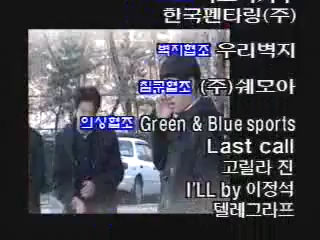 한국펜타링(주)
벽지협조 우리벽지
침구협조 (주)쉐모아
의상협조 Green & Blue sports
Last call
고릴라 진
I'LL by 이정석
텔레그라프